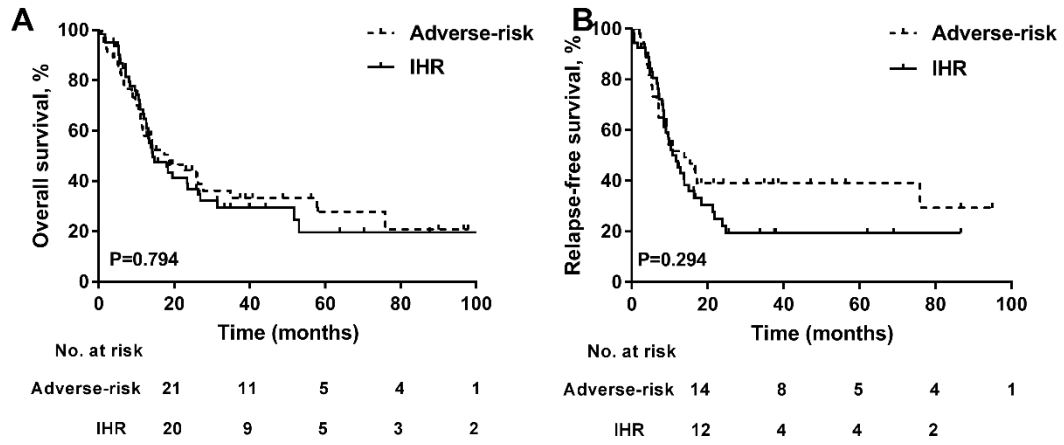 A
Adverse-risk
IHR
Overall survival, %
100
80
60
40
20
0
P=0.794
0 20 40 60 80 100
Time (months)
No. at risk
Adverse-risk 21 11 5 4 1
IHR 20 9 5 3 2
B
Adverse-risk
IHR
Relapse-free survival, %
100
80
60
40
20
0
P=0.294
0 20 40 60 80 100
Time (months)
No. at risk
Adverse-risk 14 8 5 4 1
IHR 12 4 4 2